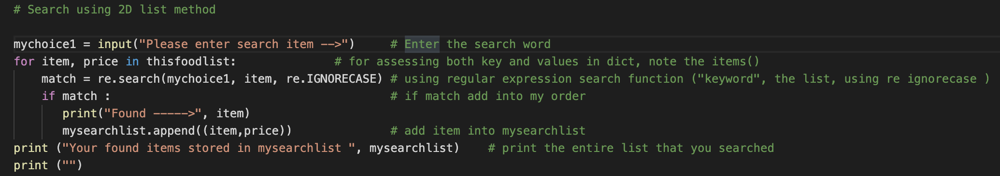 # Search using 2D list method
mychoice1 = input("Please enter search item -->")     # Enter the search word
for item, price in thisfoodlist:              # for assessing both key and values in dict, note the items()
    match = re.search(mychoice1, item, re.IGNORECASE) # using regular expression search function ("keyword", the list, using re ignorecase )
    if match :                                        # if match add into my order
       print("Found ----->", item)
       mysearchlist.append((item,price))              # add item into mysearchlist
print ("Your found items stored in mysearchlist ", mysearchlist)    # print the entire list that you searched
print ("")